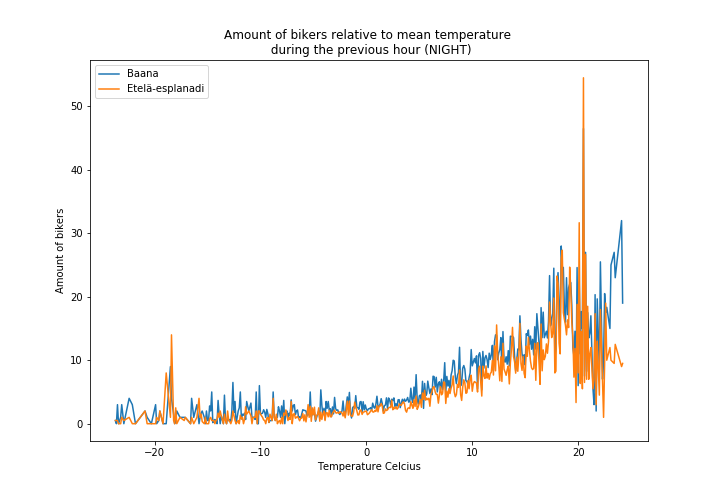 Amount of bikers relative to mean temperature
during the previous hour (NIGHT)
Baana
Etelä-esplanadi
Amount of bikers
50
40
30
20
10
0
−20
−10
0
10
20
Temperature Celcius